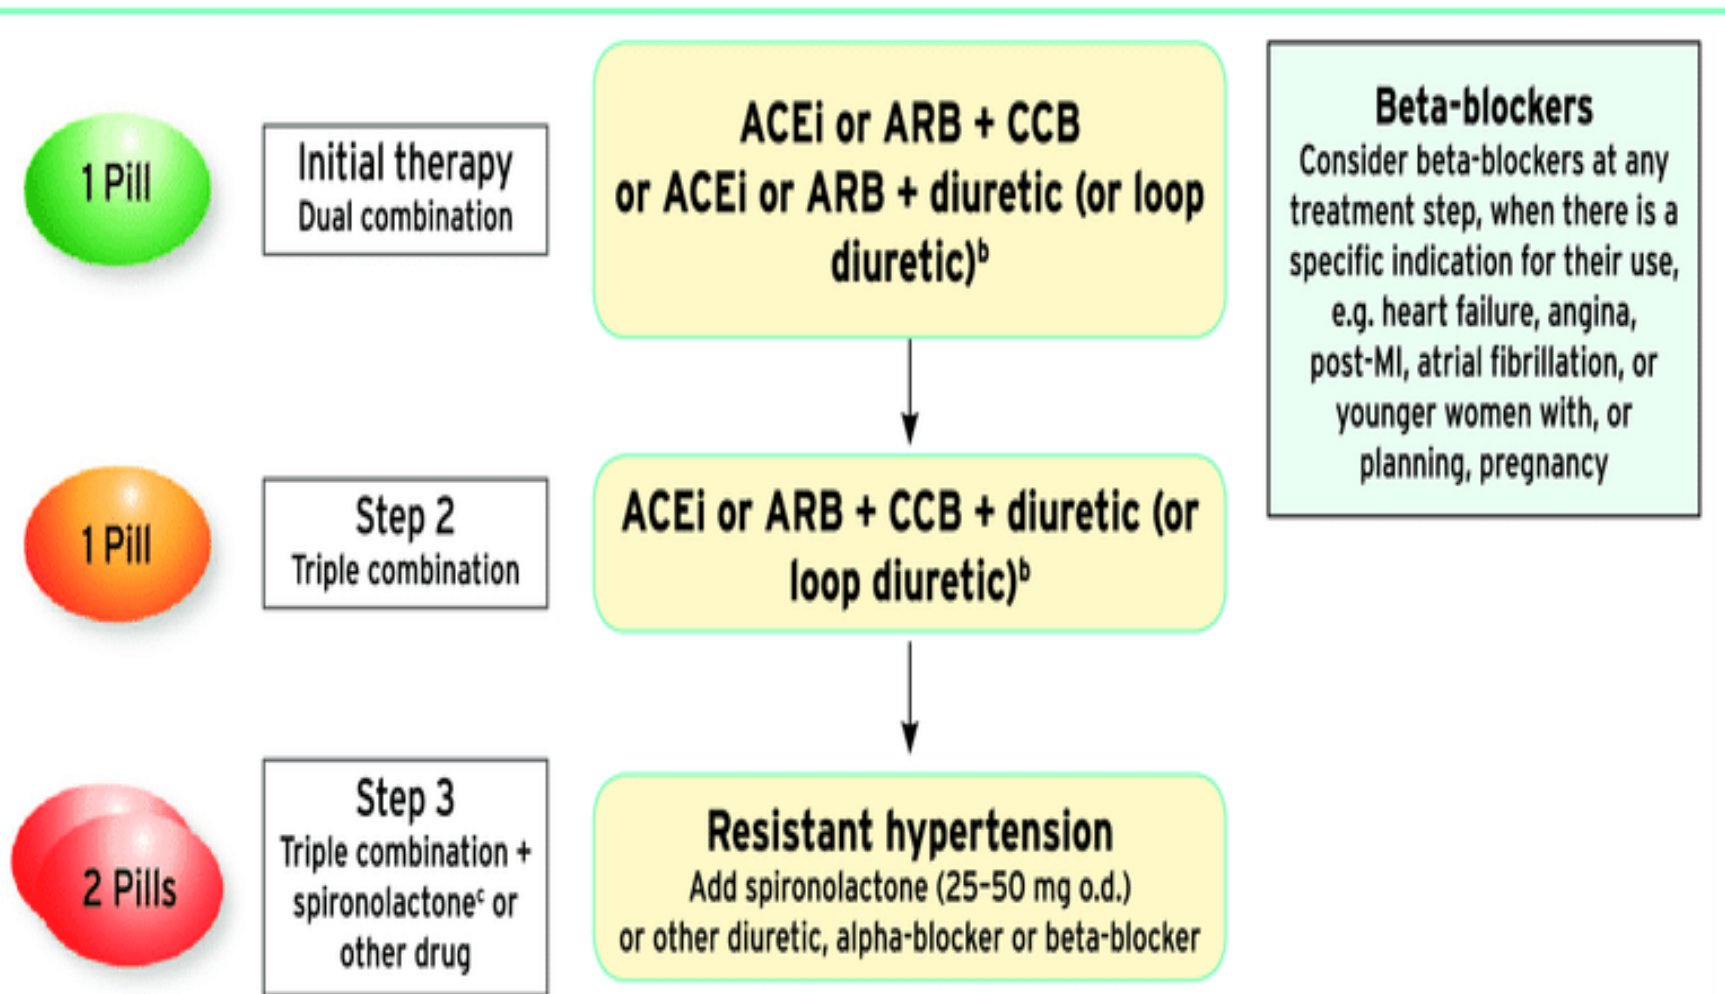 1 Pill
Initial therapy
Dual combination
ACEi or ARB + CCB
or ACEi or ARB + diuretic (or loop
diuretic)ᵇ
Beta-blockers
Consider beta-blockers at any
treatment step, when there is a
specific indication for their use,
e.g. heart failure, angina,
post-MI, atrial fibrillation, or
younger women with, or
planning, pregnancy
1 Pill
Step 2
Triple combination
ACEi or ARB + CCB + diuretic (or
loop diuretic)ᵇ
2 Pills
Step 3
Triple combination +
spironolactoneᶜ or
other drug
Resistant hypertension
Add spironolactone (25-50 mg o.d.)
or other diuretic, alpha-blocker or beta-blocker